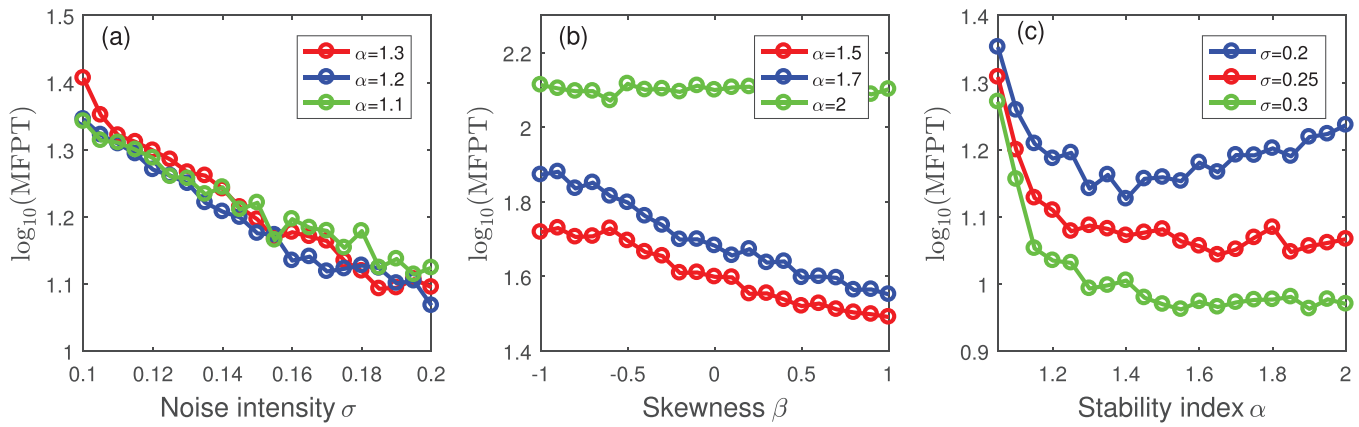 (a)
α=1.3
α=1.2
α=1.1
1.5
1.4
1.3
1.2
1.1
1
0.1 0.12 0.14 0.16 0.18 0.2
log10(MFPT)
Noise intensity σ
(b)
α=1.5
α=1.7
α=2
2.2
2
1.8
1.6
1.4
-1 -0.5 0 0.5 1
log10(MFPT)
Skewness β
(c)
σ=0.2
σ=0.25
σ=0.3
1.4
1.3
1.2
1.1
1
0.9
1.2 1.4 1.6 1.8 2
log10(MFPT)
Stability index α